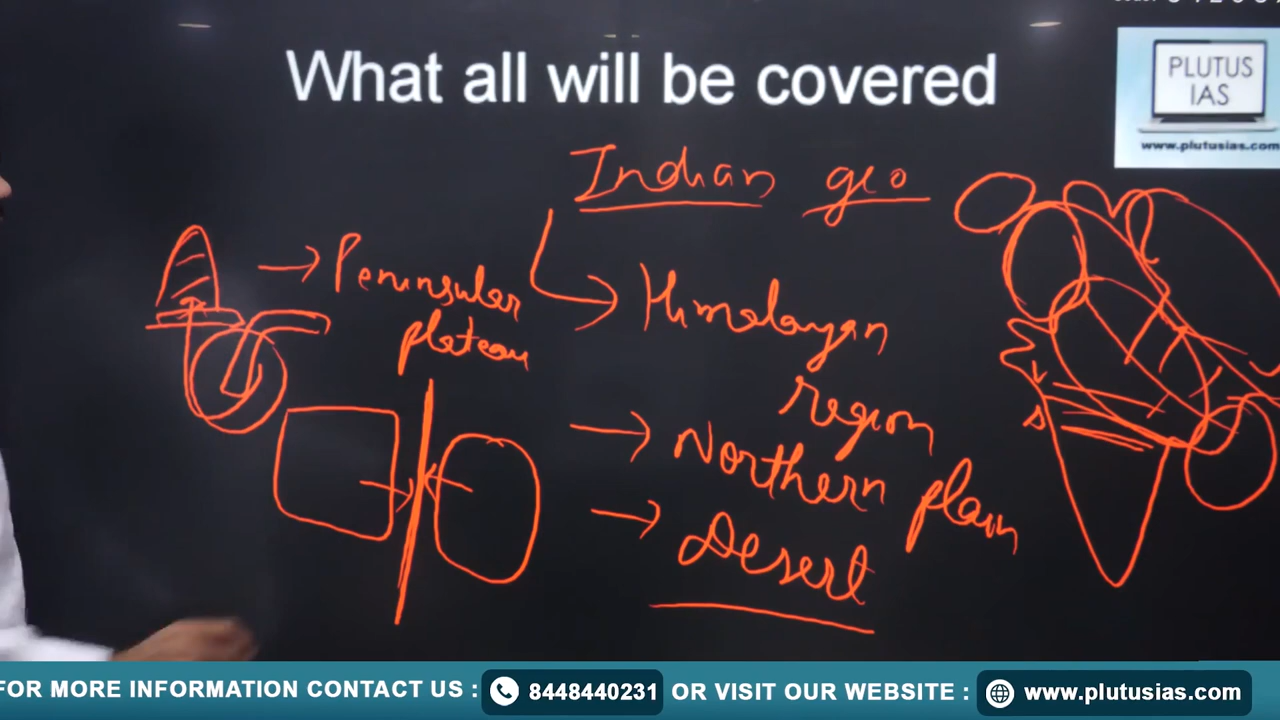 What all will be covered
PLUTUS
IAS
www.plutusias.com
Indian geo
→ Peninsular
plateau
→ Himalayan
region
→ Northern plain
→ Desert
FOR MORE INFORMATION CONTACT US : 8448440231 OR VISIT OUR WEBSITE : www.plutusias.com